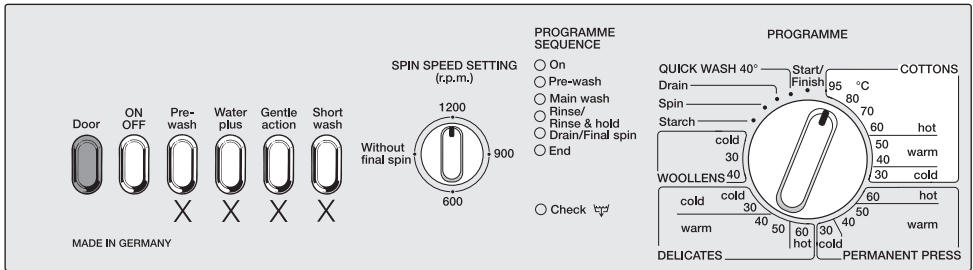 Door
ON
OFF
Pre-
wash
Water
plus
Gentle
action
Short
wash
X X X X
MADE IN GERMANY
SPIN SPEED SETTING
(r.p.m.)
1200
900
600
Without
final spin
PROGRAMME
SEQUENCE
On
Pre-wash
Main wash
Rinse/
Rinse & hold
Drain/Final spin
End
Check
PROGRAMME
QUICK WASH 40°
Drain
Spin
Starch
Start/
Finish
COTTONS
95 °C
80
70
60 hot
50
warm
40
30 cold
WOOLLENS
cold
30
40
PERMANENT PRESS
60 hot
50
40 warm
30
cold
DELICATES
cold cold
30
warm 40
50
60
hot